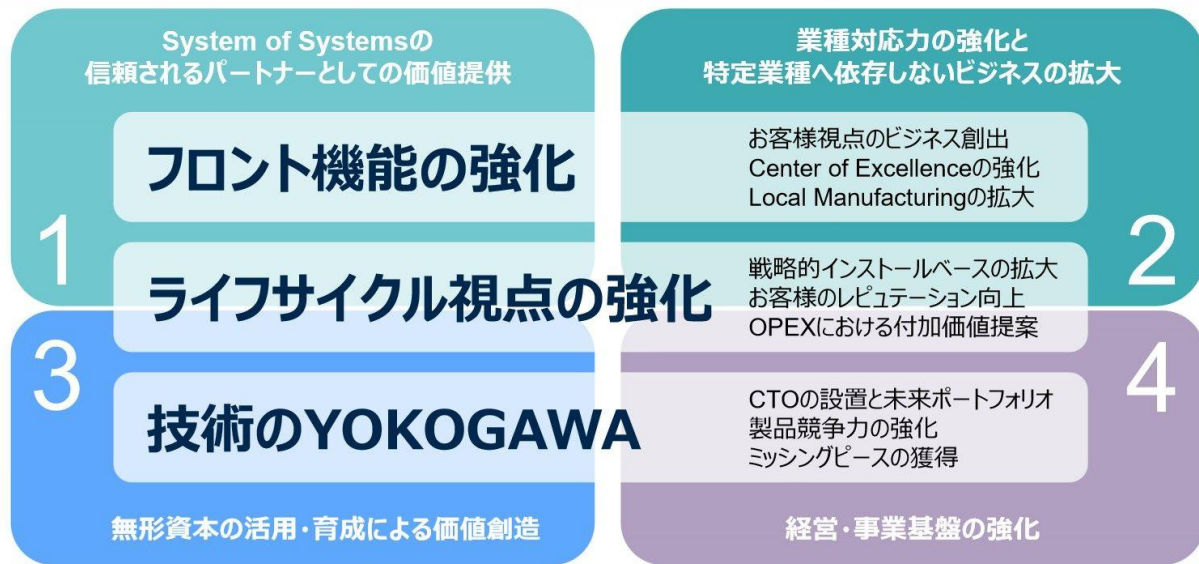 System of Systemsの
信頼されるパートナーとしての価値提供
業種対応力の強化と
特定業種へ依存しないビジネスの拡大
フロント機能の強化
お客様視点のビジネス創出
Center of Excellenceの強化
Local Manufacturingの拡大
1
2
ライフサイクル視点の強化
戦略的インストールベースの拡大
お客様のレピュテーション向上
OPEXにおける付加価値提案
3
4
技術のYOKOGAWA
CTOの設置と未来ポートフォリオ
製品競争力の強化
ミッシングピースの獲得
無形資本の活用・育成による価値創造
経営・事業基盤の強化